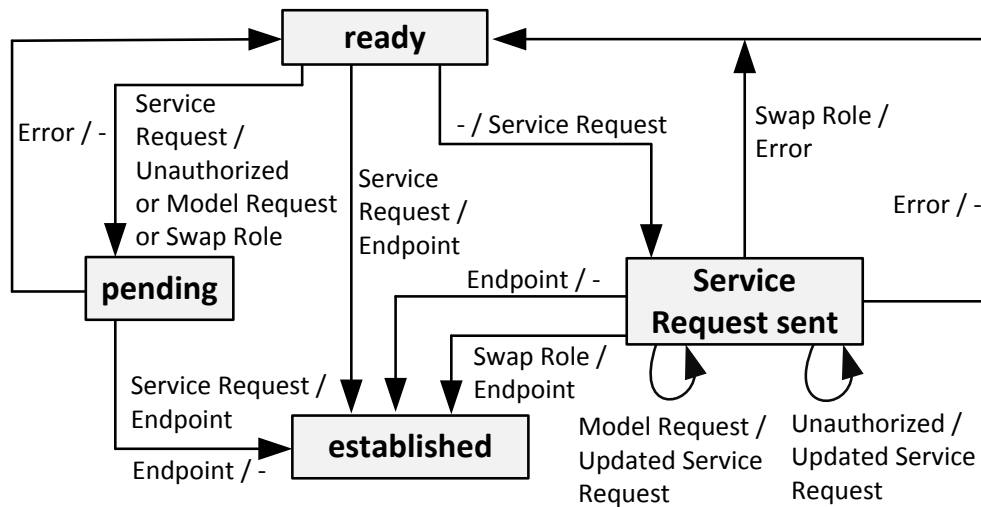 ready
Error / -
Service
Request /
Unauthorized
or Model Request
or Swap Role
Service
Request /
Endpoint
- / Service Request
Swap Role /
Error
Error / -
pending
Service
Request sent
Endpoint / -
Swap Role /
Endpoint
Service Request /
Endpoint
Endpoint / -
established
Model Request /
Updated Service
Request
Unauthorized /
Updated Service
Request